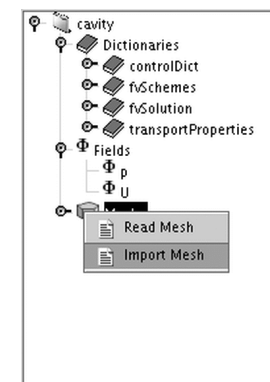 cavity
Dictionaries
controlDict
fvSchemes
fvSolution
transportProperties
Fields
p
U
Read Mesh
Import Mesh